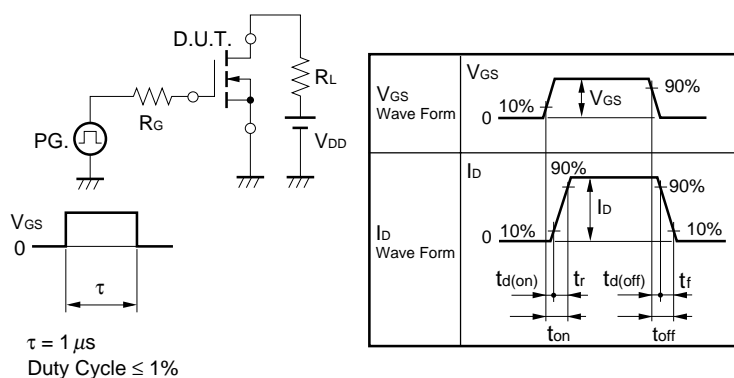 D.U.T.
RL
RG
PG.
VDD
VGS
0
τ
τ = 1 μs
Duty Cycle ≤ 1%
VGS
Wave Form
VGS
10%
0
VGS
90%
ID
Wave Form
ID
90%
90%
ID
10%
0
10%
td(on)
tr
td(off)
tf
ton
toff